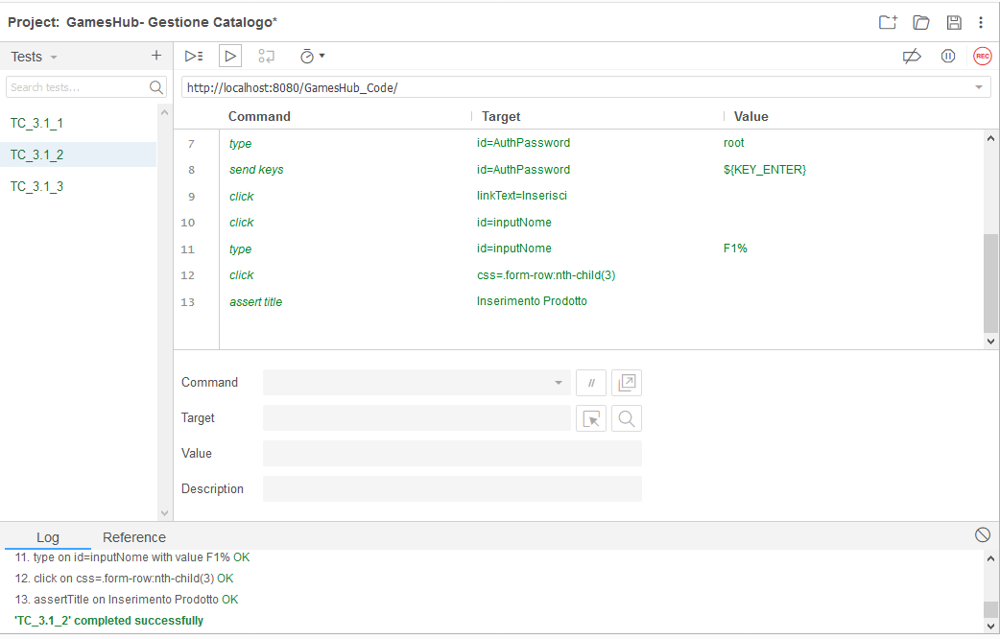 Project: GamesHub- Gestione Catalogo*
Tests
+
Search tests...
REC
http://localhost:8080/GamesHub_Code/
TC_3.1_1
TC_3.1_2
TC_3.1_3
Command Target Value
7 type id=AuthPassword root
8 send keys id=AuthPassword ${KEY_ENTER}
9 click linkText=Inserisci
10 click id=inputNome
11 type id=inputNome F1%
12 click css=.form-row:nth-child(3)
13 assert title Inserimento Prodotto
Command //
Target
Value
Description
Log Reference
11. type on id=inputNome with value F1% OK
12. click on css=.form-row:nth-child(3) OK
13. assertTitle on Inserimento Prodotto OK
'TC_3.1_2' completed successfully